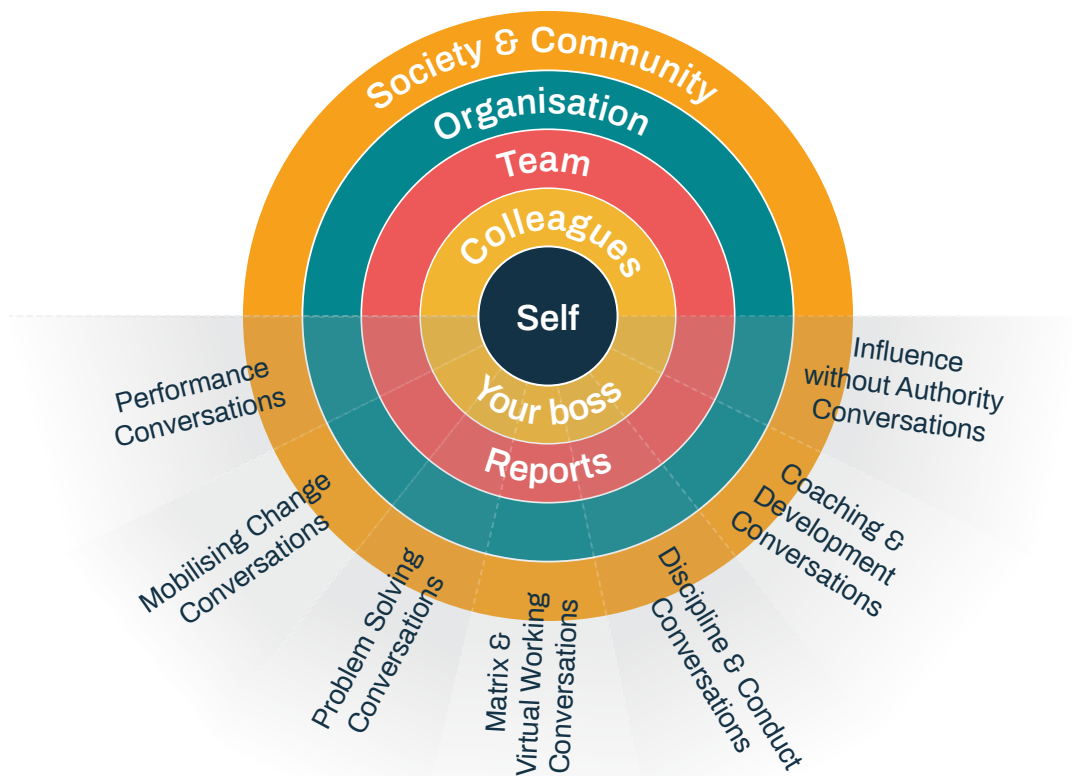 Society & Community
Organisation
Team
Colleagues
Self
Your boss
Reports
Performance
Conversations
Mobilising Change
Conversations
Problem Solving
Conversations
Matrix &
Virtual Working
Conversations
Discipline & Conduct
Conversations
Coaching &
Development
Conversations
Influence
without Authority
Conversations